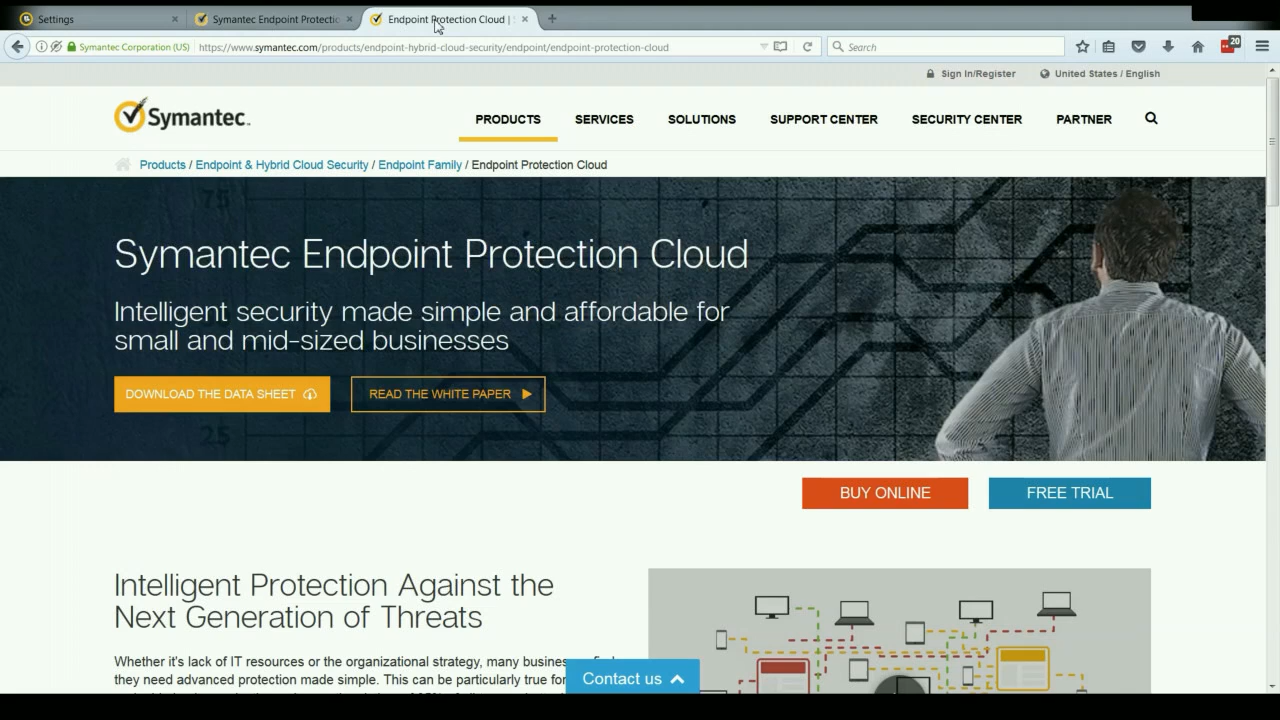 Settings
Symantec Endpoint Protectio
Endpoint Protection Cloud |
Symantec Corporation (US)
https://www.symantec.com/products/endpoint-hybrid-cloud-security/endpoint/endpoint-protection-cloud
Search
20
Sign In/Register
United States / English
Symantec.
PRODUCTS
SERVICES
SOLUTIONS
SUPPORT CENTER
SECURITY CENTER
PARTNER
Products / Endpoint & Hybrid Cloud Security / Endpoint Family / Endpoint Protection Cloud
75
Symantec Endpoint Protection Cloud
Intelligent security made simple and affordable for
small and mid-sized businesses
DOWNLOAD THE DATA SHEET
READ THE WHITE PAPER
25
BUY ONLINE
FREE TRIAL
Intelligent Protection Against the
Next Generation of Threats
Whether it's lack of IT resources or the organizational strategy, many
they need advanced protection made simple. This can be particularly true for
Contact us